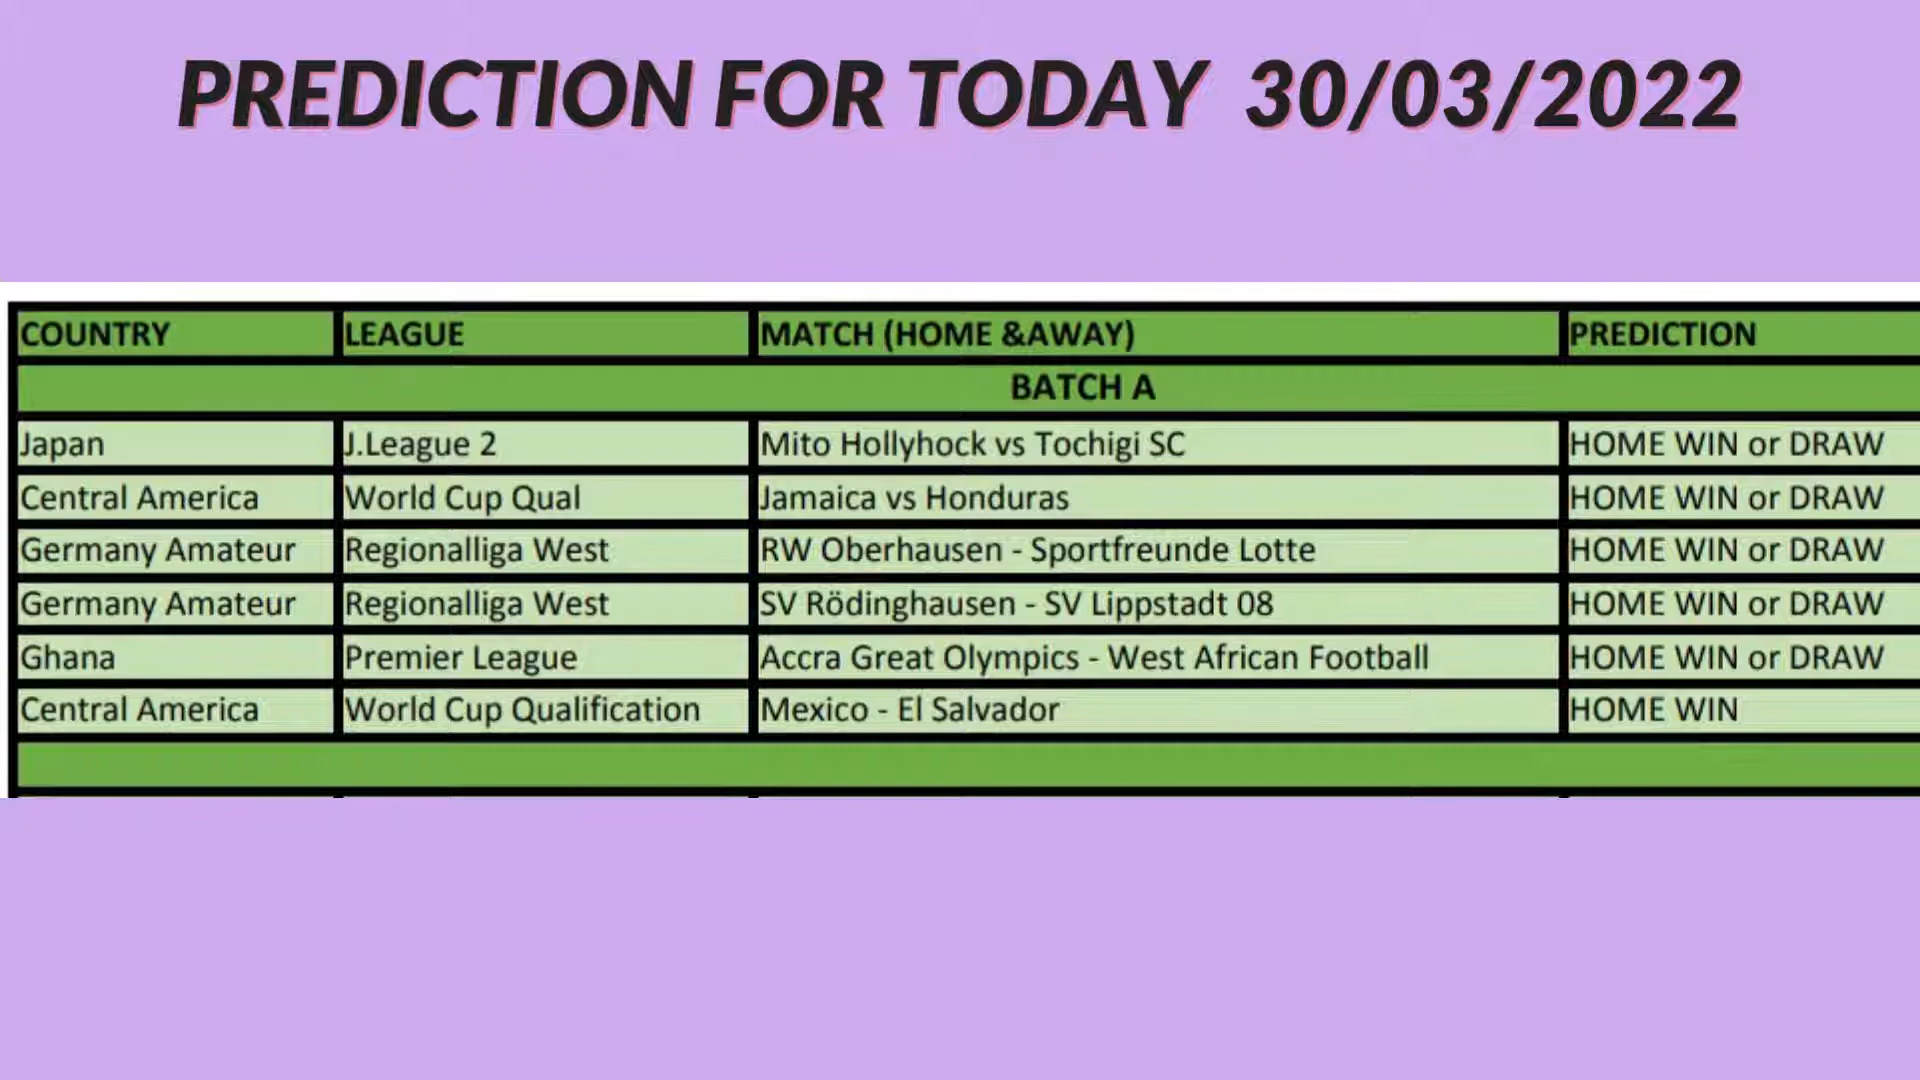 PREDICTION FOR TODAY 30/03/2022
COUNTRY LEAGUE MATCH (HOME &AWAY) PREDICTION
BATCH A
Japan J.League 2 Mito Hollyhock vs Tochigi SC HOME WIN or DRAW
Central America World Cup Qual Jamaica vs Honduras HOME WIN or DRAW
Germany Amateur Regionalliga West RW Oberhausen - Sportfreunde Lotte HOME WIN or DRAW
Germany Amateur Regionalliga West SV Rödinghausen - SV Lippstadt 08 HOME WIN or DRAW
Ghana Premier League Accra Great Olympics - West African Football HOME WIN or DRAW
Central America World Cup Qualification Mexico - El Salvador HOME WIN